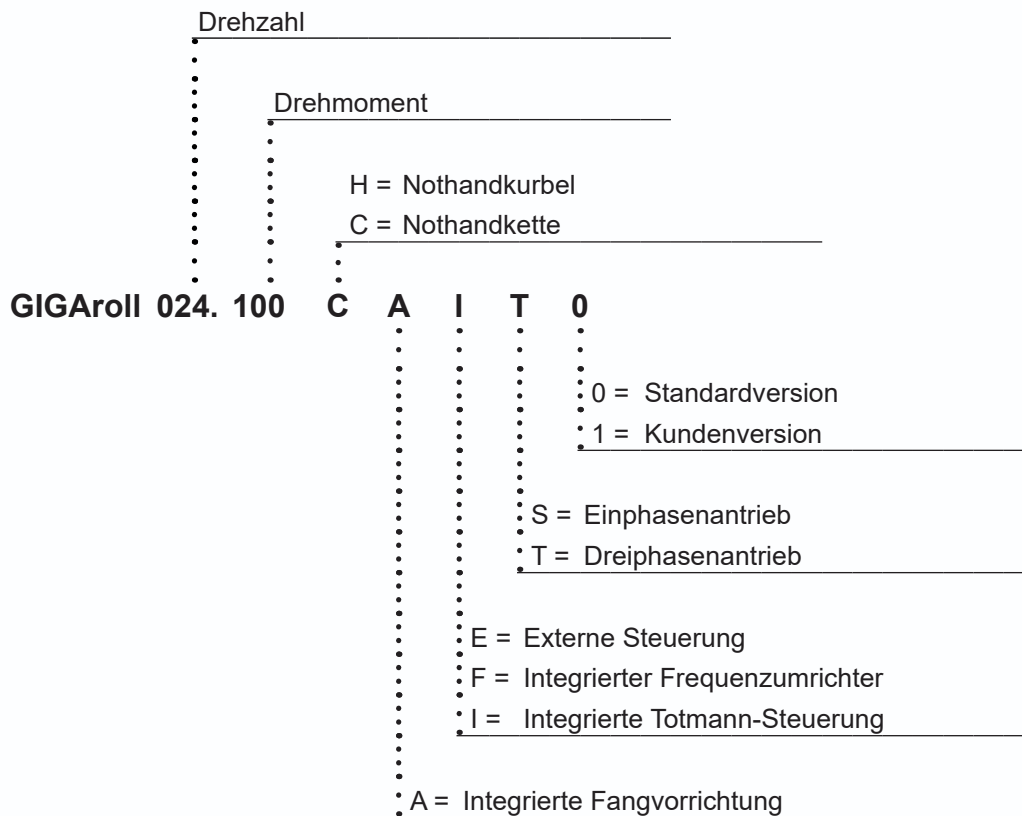 Drehzahl
Drehmoment
H = Nothandkurbel
C = Nothandkette
GIGAroll 024. 100 C A I T 0
0 = Standardversion
1 = Kundenversion
S = Einphasenantrieb
T = Dreiphasenantrieb
E = Externe Steuerung
F = Integrierter Frequenzumrichter
I = Integrierte Totmann-Steuerung
A = Integrierte Fangvorrichtung